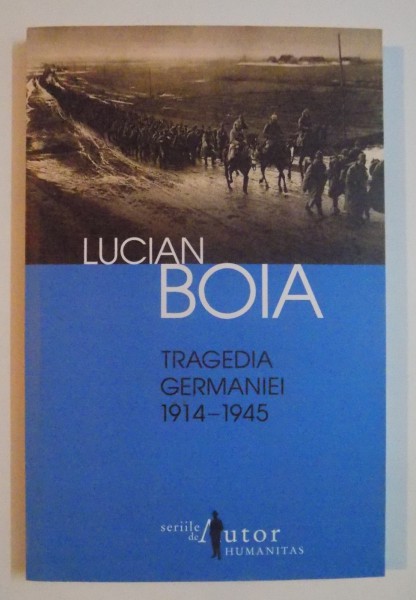 LUCIAN
BOIA
TRAGEDIA
GERMANIEI
1914–1945
seriile de Autor
HUMANITAS